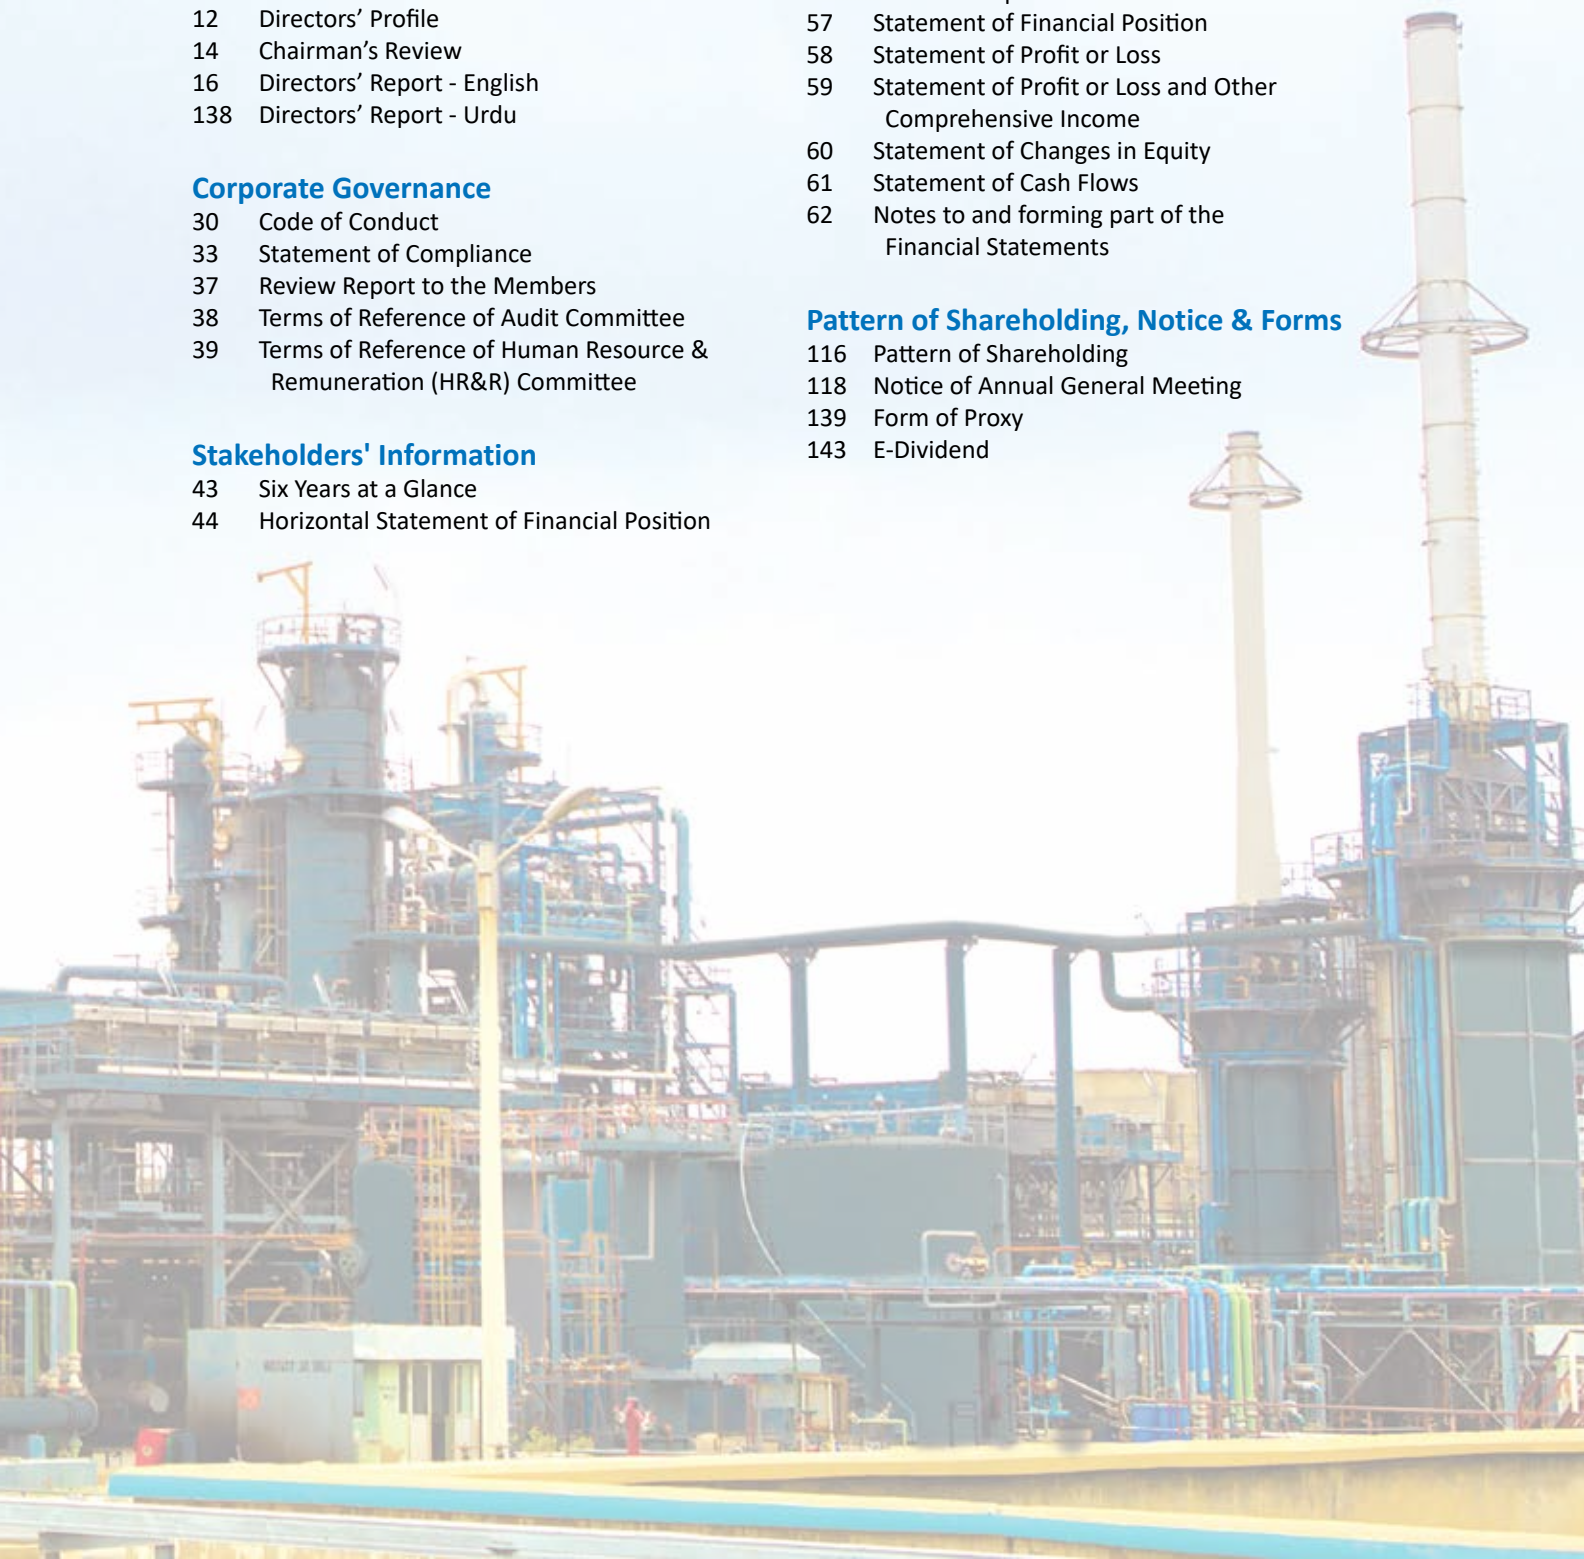 12 Directors’ Profile
14 Chairman’s Review
16 Directors’ Report - English
138 Directors’ Report - Urdu
Corporate Governance
30 Code of Conduct
33 Statement of Compliance
37 Review Report to the Members
38 Terms of Reference of Audit Committee
39 Terms of Reference of Human Resource &
Remuneration (HR&R) Committee
Stakeholders' Information
43 Six Years at a Glance
44 Horizontal Statement of Financial Position
57 Statement of Financial Position
58 Statement of Profit or Loss
59 Statement of Profit or Loss and Other
Comprehensive Income
60 Statement of Changes in Equity
61 Statement of Cash Flows
62 Notes to and forming part of the
Financial Statements
Pattern of Shareholding, Notice & Forms
116 Pattern of Shareholding
118 Notice of Annual General Meeting
139 Form of Proxy
143 E-Dividend